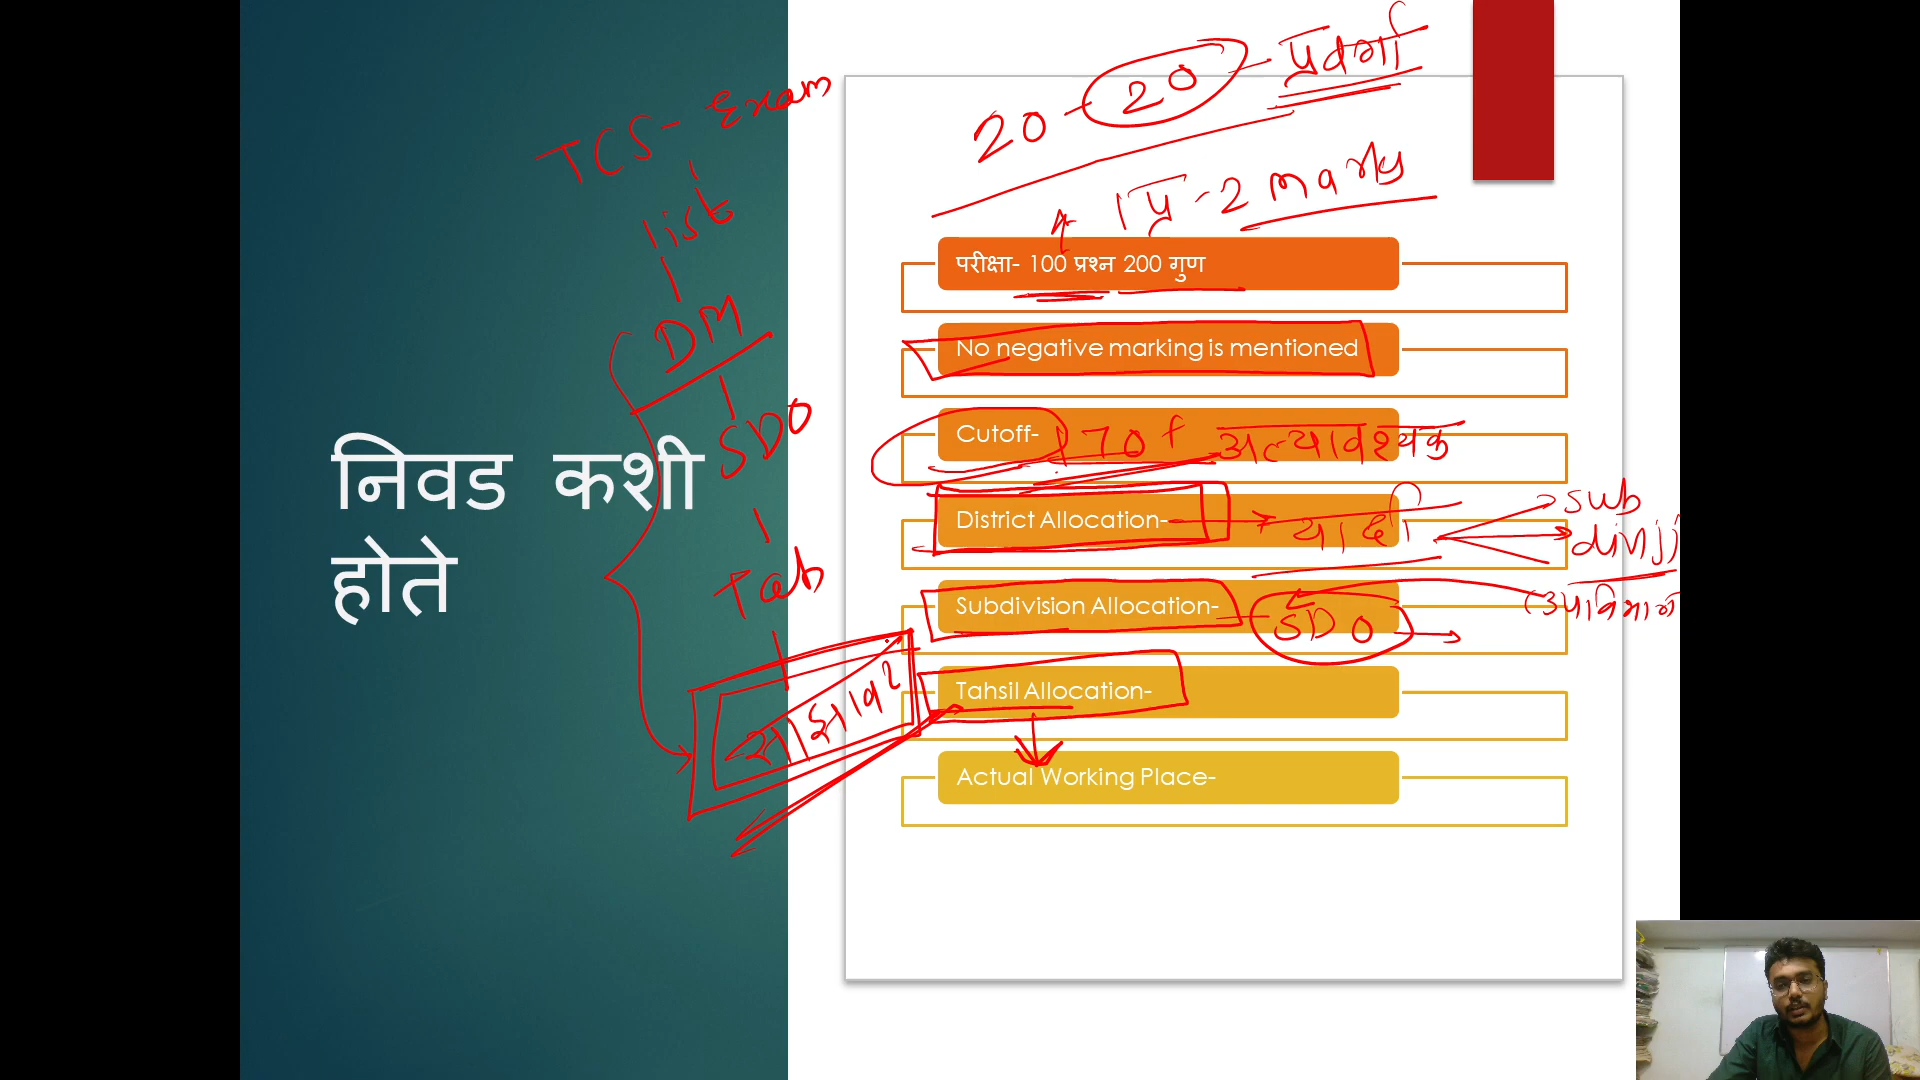 TCS- Exam
list
DM
SDO
Tah
निवड कशी
होते
20-20 - प्रवर्ग
1 प्र - 2 marks
परीक्षा- 100 प्रश्न 200 गुण
No negative marking is mentioned
Cutoff- 170+ अत्यावश्यक
District Allocation- यादी
sub
Subdivision Allocation- SDO
Tahsil Allocation-
Actual Working Place-